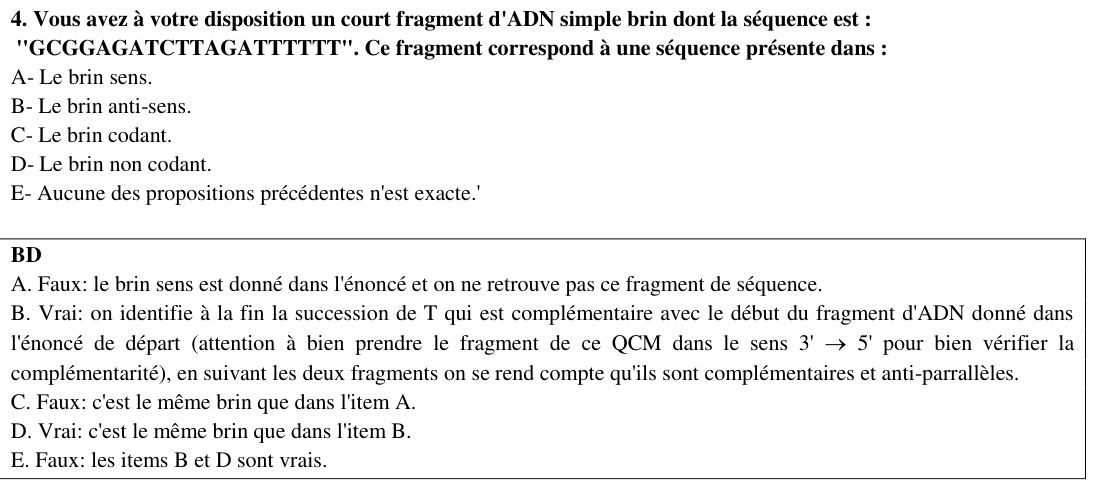 4. Vous avez à votre disposition un court fragment d'ADN simple brin dont la séquence est :
"GCGGAGATCTTAGATTTTTT". Ce fragment correspond à une séquence présente dans :
A- Le brin sens.
B- Le brin anti-sens.
C- Le brin codant.
D- Le brin non codant.
E- Aucune des propositions précédentes n'est exacte.'
BD
A. Faux: le brin sens est donné dans l'énoncé et on ne retrouve pas ce fragment de séquence.
B. Vrai: on identifie à la fin la succession de T qui est complémentaire avec le début du fragment d'ADN donné dans
l'énoncé de départ (attention à bien prendre le fragment de ce QCM dans le sens 3' → 5' pour bien vérifier la
complémentarité), en suivant les deux fragments on se rend compte qu'ils sont complémentaires et anti-parrallèles.
C. Faux: c'est le même brin que dans l'item A.
D. Vrai: c'est le même brin que dans l'item B.
E. Faux: les items B et D sont vrais.